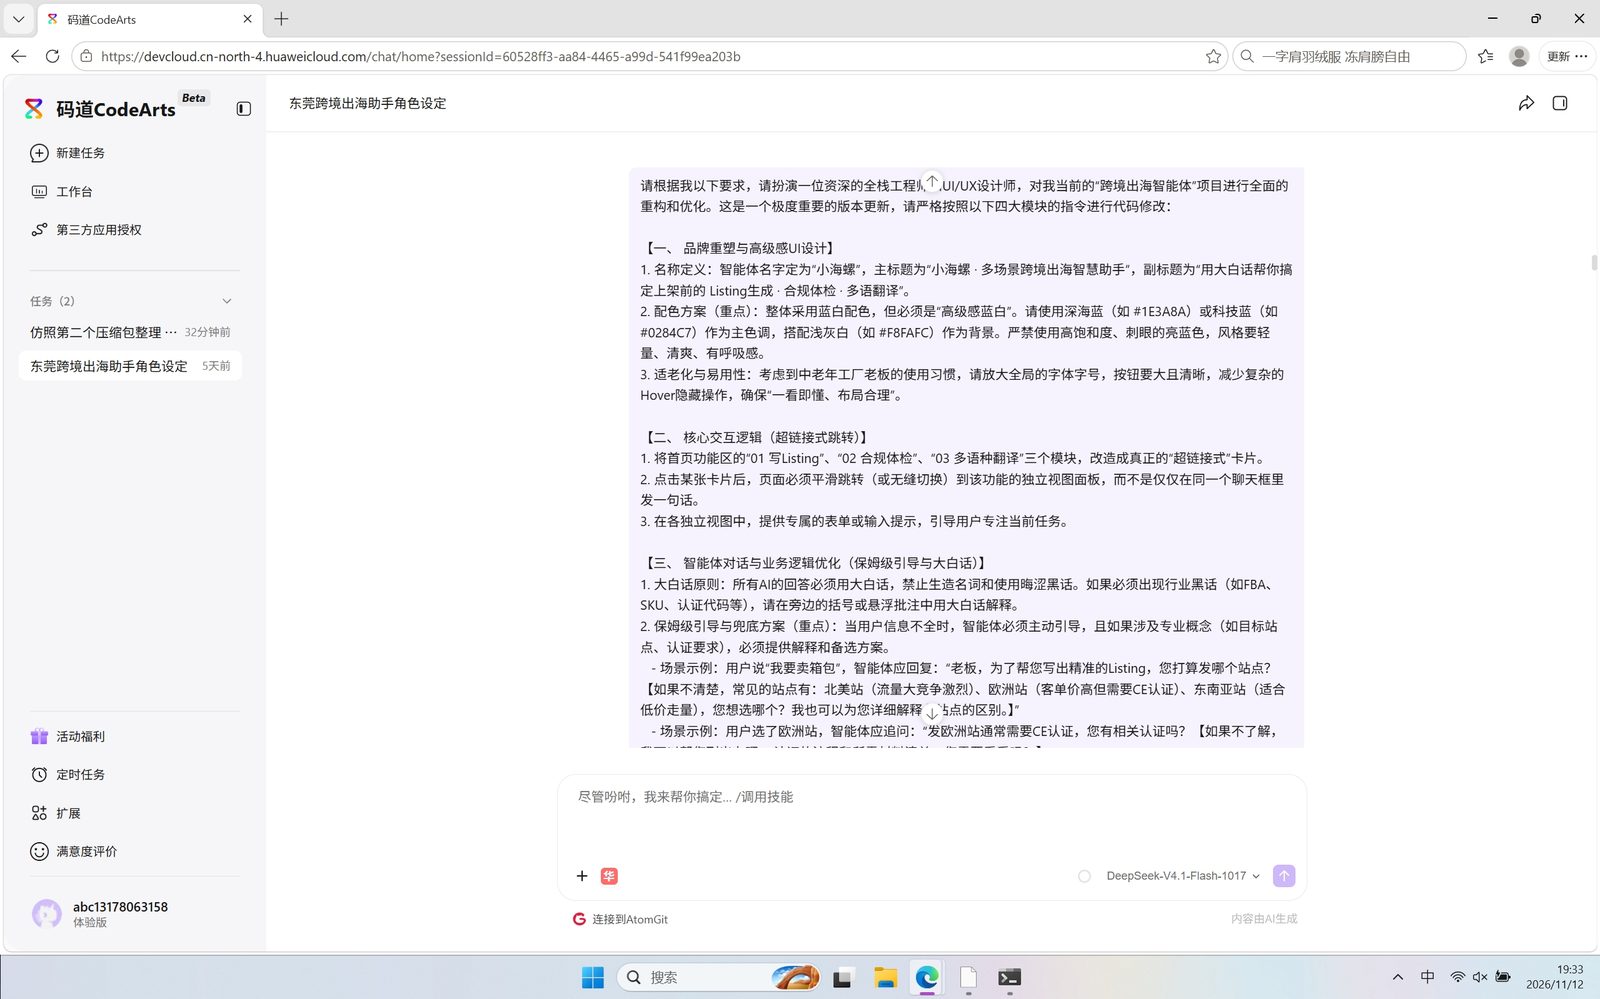 码道CodeArts
https://devcloud.cn-north-4.huaweicloud.com/chat/home?sessionId=60528ff3-aa84-4465-a99d-541f99ea203b
一字肩羽绒服 冻肩膀自由
更新
码道CodeArts
Beta
新建任务
工作台
第三方应用授权
任务（2）
仿照第二个压缩包整理 ··· 32分钟前
东莞跨境出海助手角色设定 5天前
活动福利
定时任务
扩展
满意度评价
abc13178063158
体验版
东莞跨境出海助手角色设定
请根据我以下要求，请扮演一位资深的全栈工程师 UI/UX设计师，对我当前的“跨境出海智能体”项目进行全面的
重构和优化。这是一个极度重要的版本更新，请严格按照以下四大模块的指令进行代码修改：
【一、 品牌重塑与高级感UI设计】
1. 名称定义：智能体名字定为“小海螺”，主标题为“小海螺 · 多场景跨境出海智慧助手”，副标题为“用大白话帮你搞
定上架前的 Listing生成 · 合规体检 · 多语翻译”。
2. 配色方案（重点）：整体采用蓝白配色，但必须是“高级感蓝白”。请使用深海蓝（如 #1E3A8A）或科技蓝（如
#0284C7）作为主色调，搭配浅灰白（如 #F8FAFC）作为背景。严禁使用高饱和度、刺眼的亮蓝色，风格要轻
量、清爽、有呼吸感。
3. 适老化与易用性：考虑到中老年工厂老板的使用习惯，请放大全局的字体字号，按钮要大且清晰，减少复杂的
Hover隐藏操作，确保“一看即懂、布局合理”。
【二、 核心交互逻辑（超链接式跳转）】
1. 将首页功能区的“01 写Listing”、“02 合规体检”、“03 多语种翻译”三个模块，改造成真正的“超链接式”卡片。
2. 点击某张卡片后，页面必须平滑跳转（或无缝切换）到该功能的独立视图面板，而不是仅仅在同一个聊天框里
发一句话。
3. 在各独立视图中，提供专属的表单或输入提示，引导用户专注当前任务。
【三、 智能体对话与业务逻辑优化（保姆级引导与大白话）】
1. 大白话原则：所有AI的回答必须用大白话，禁止生造名词和使用晦涩黑话。如果必须出现行业黑话（如FBA、
SKU、认证代码等），请在旁边的括号或悬浮批注中用大白话解释。
2. 保姆级引导与兜底方案（重点）：当用户信息不全时，智能体必须主动引导，且如果涉及专业概念（如目标站
点、认证要求），必须提供解释和备选方案。
- 场景示例：用户说“我要卖箱包”，智能体应回复：“老板，为了帮您写出精准的Listing，您打算发哪个站点？
【如果不清楚，常见的站点有：北美站（流量大竞争激烈）、欧洲站（客单价高但需要CE认证）、东南亚站（适合
低价走量），您想选哪个？我也可以为您详细解释 站点的区别。】”
- 场景示例：用户选了欧洲站，智能体应追问：“发欧洲站通常需要CE认证，您有相关认证吗？【如果不了解，
尽管吩咐，我来帮你搞定... /调用技能
华
DeepSeek-V4.1-Flash-1017
连接到AtomGit
内容由AI生成
搜索
中
19:33
2026/11/12